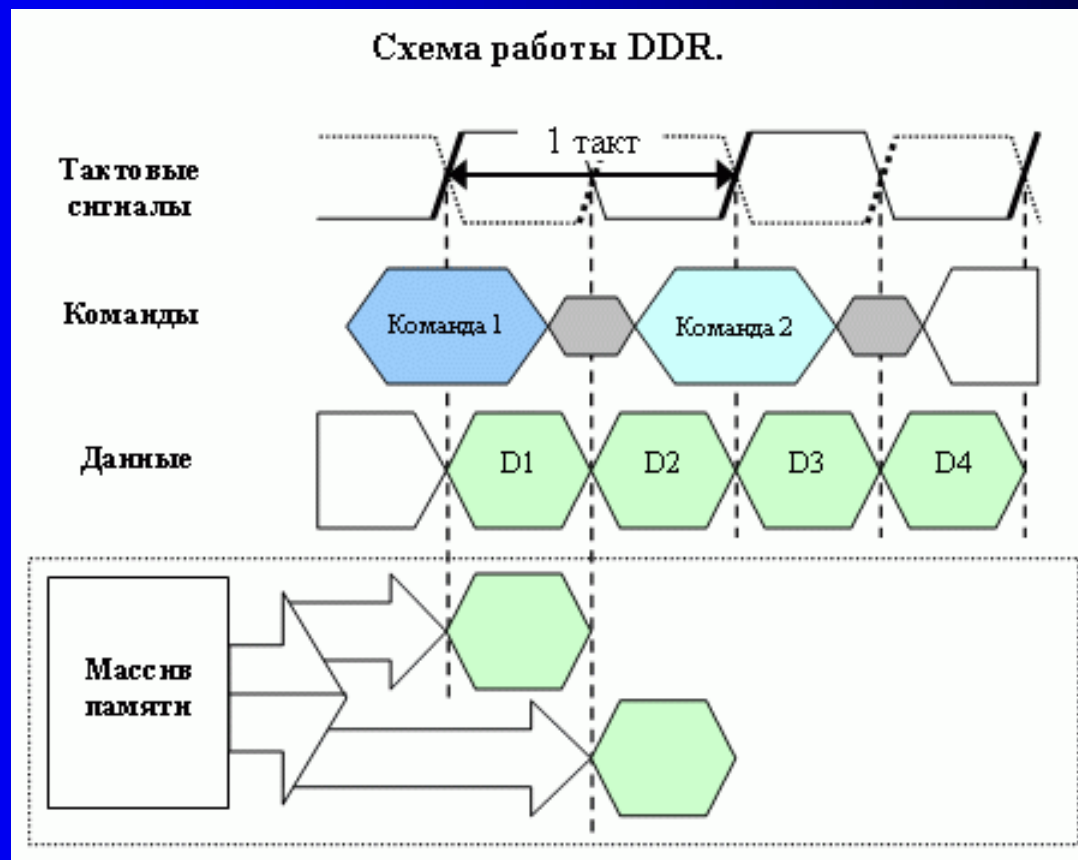 Схема работы DDR.
1 такт
Тактовые
сигналы
Команды
Команда 1
Команда 2
Данные
D1
D2
D3
D4
Массив
памяти